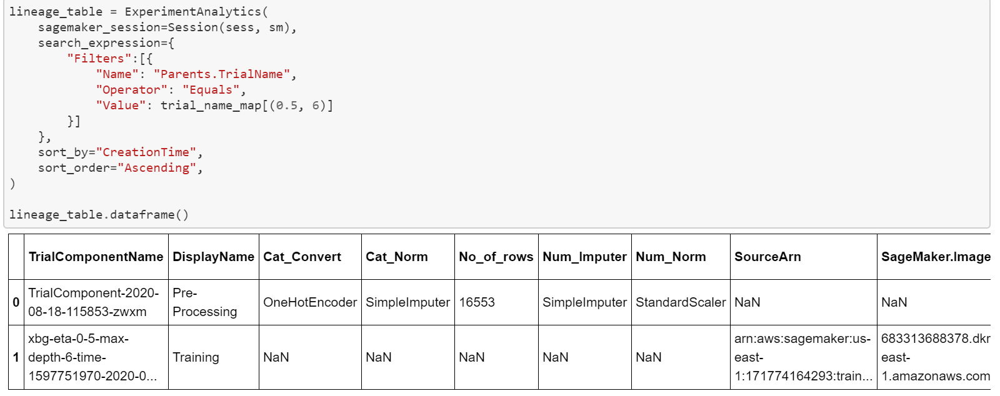 lineage_table = ExperimentAnalytics(
    sagemaker_session=Session(sess, sm),
    search_expression={
        "Filters":[{
            "Name": "Parents.TrialName",
            "Operator": "Equals",
            "Value": trial_name_map[(0.5, 6)]
        }]
    },
    sort_by="CreationTime",
    sort_order="Ascending",
)

lineage_table.dataframe()
TrialComponentName DisplayName Cat_Convert Cat_Norm No_of_rows Num_Imputer Num_Norm SourceArn SageMaker.Image
0 TrialComponent-2020-
08-18-115853-zwxm Pre-
Processing OneHotEncoder SimpleImputer 16553 SimpleImputer StandardScaler NaN NaN
1 xbg-eta-0-5-max-
depth-6-time-
1597751970-2020-0... Training NaN NaN NaN NaN NaN arn:aws:sagemaker:us-
east-
1:171774164293:train... 683313688378.dkr
east-
1.amazonaws.com